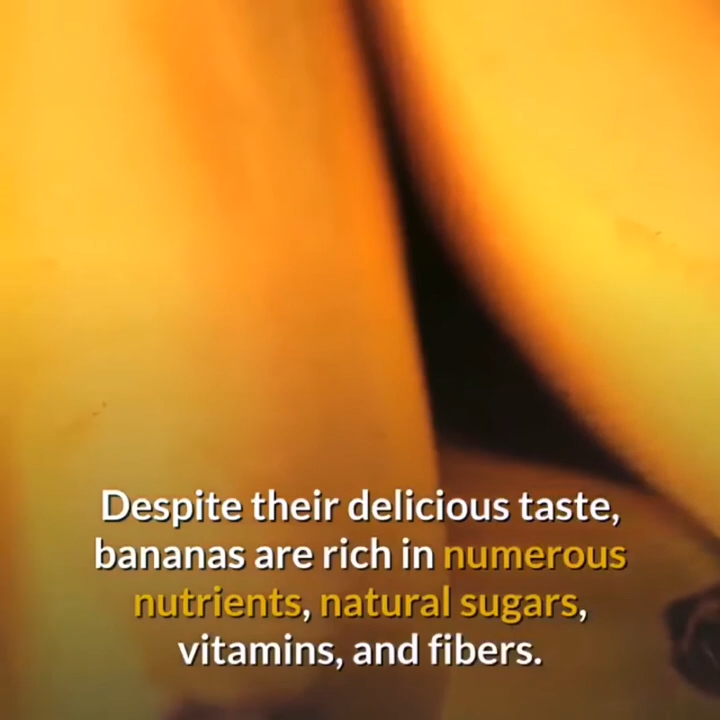 Despite their delicious taste,
bananas are rich in numerous
nutrients, natural sugars,
vitamins, and fibers.